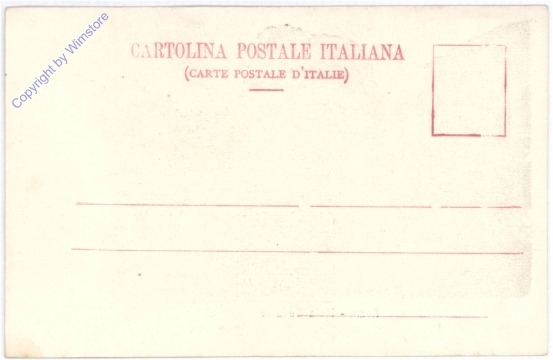 Copyright by Wimstore
CARTOLINA POSTALE ITALIANA
(CARTE POSTALE D'ITALIE)